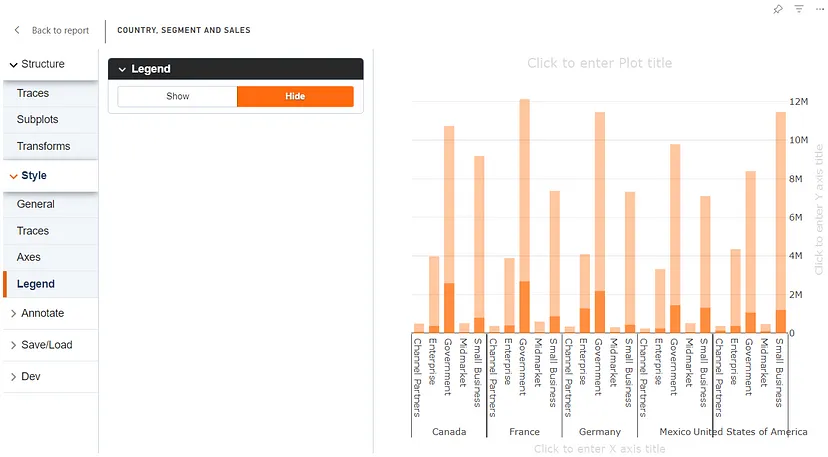 Back to report
COUNTRY, SEGMENT AND SALES
Structure
Traces
Subplots
Transforms
Style
General
Traces
Axes
Legend
Annotate
Save/Load
Dev
Legend
Show Hide
Click to enter Plot title
12M
10M
8M
6M
4M
2M
0
Click to enter Y axis title
Channel Partners
Enterprise
Government
Midmarket
Small Business
Channel Partners
Enterprise
Government
Midmarket
Small Business
Channel Partners
Enterprise
Government
Midmarket
Small Business
Channel Partners
Enterprise
Government
Midmarket
Small Business
Channel Partners
Enterprise
Government
Midmarket
Small Business
Canada France Germany Mexico United States of America
Click to enter X axis title